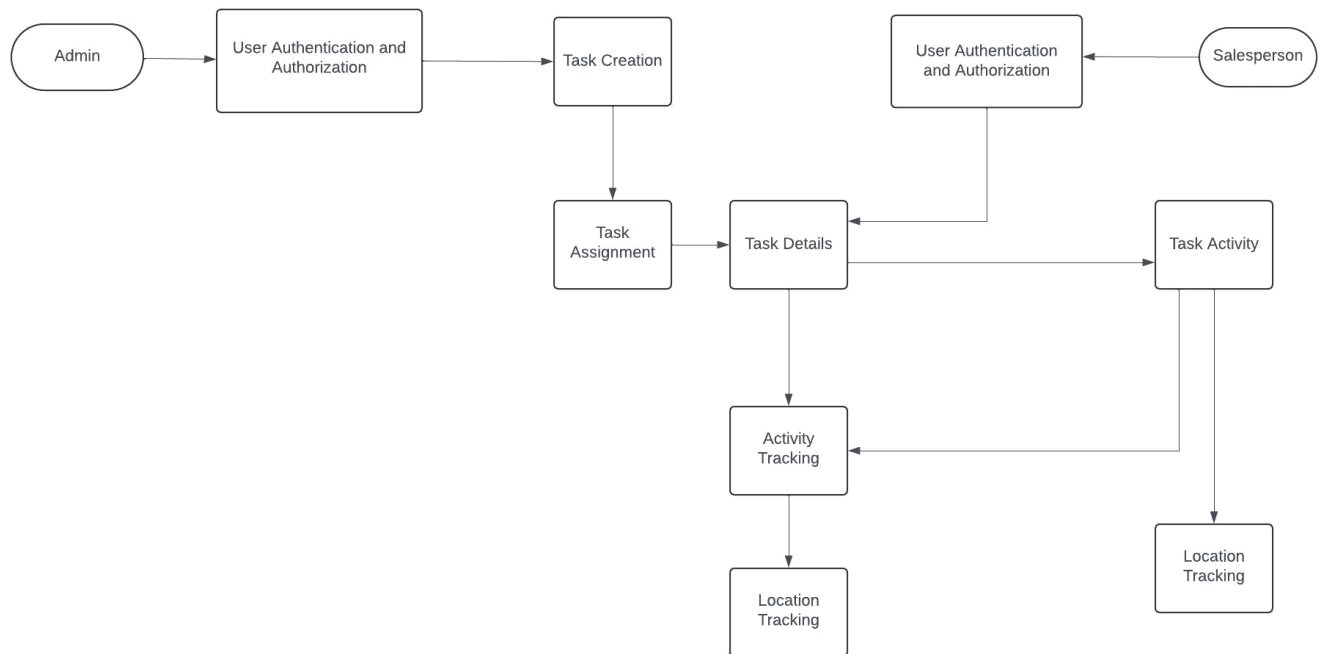 Admin
User Authentication and
Authorization
Task Creation
User Authentication
and Authorization
Salesperson
Task
Assignment
Task Details
Task Activity
Activity
Tracking
Location
Tracking
Location
Tracking